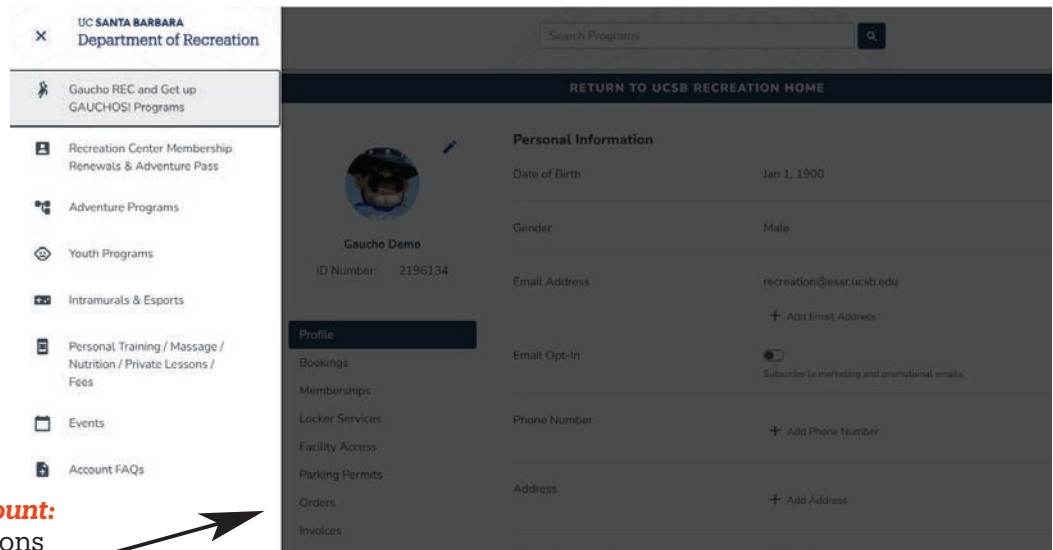 UC SANTA BARBARA
Department of Recreation
Gaucho REC and Get up
GAUCHOS! Programs
Recreation Center Membership
Renewals & Adventure Pass
Adventure Programs
Youth Programs
Intramurals & Esports
Personal Training / Massage /
Nutrition / Private Lessons /
Fees
Events
Account FAQs
ount:
ons
Search Programs
RETURN TO UCSB RECREATION HOME
Gaucho Demo
ID Number: 2196134
Profile
Bookings
Memberships
Locker Services
Facility Access
Parking Permits
Orders
Invoices
Personal Information
Date of Birth Jan 1, 1900
Gender Male
Email Address recreation@essr.ucsb.edu
+ Add Email Address
Email Opt-In
Subscribe to marketing and promotional emails.
Phone Number
+ Add Phone Number
Address
+ Add Address